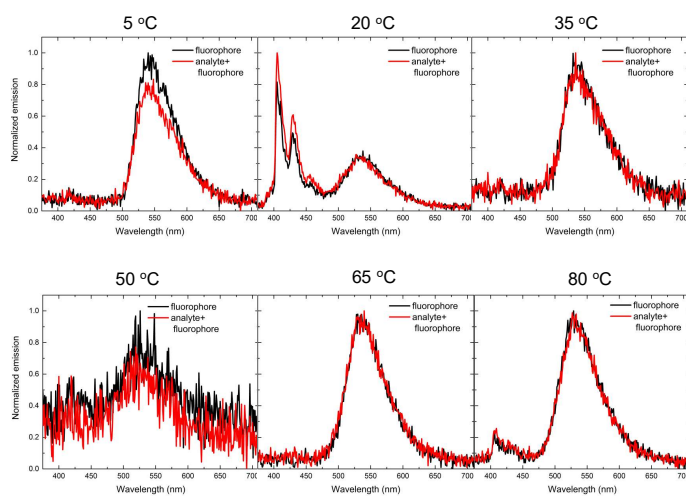 5 °C
20 °C
35 °C
fluorophore
analyte+
fluorophore
fluorophore
analyte+
fluorophore
fluorophore
analyte+
fluorophore
Normalized emission
1.0
0.8
0.6
0.4
0.2
0.0
400 450 500 550 600 650 700
400 450 500 550 600 650 700
400 450 500 550 600 650 700
Wavelength (nm)
Wavelength (nm)
Wavelength (nm)
50 °C
65 °C
80 °C
fluorophore
analyte+
fluorophore
fluorophore
analyte+
fluorophore
fluorophore
analyte+
fluorophore
Normalized emission
1.0
0.8
0.6
0.4
0.2
0.0
400 450 500 550 600 650 700
400 450 500 550 600 650 700
400 450 500 550 600 650 700
Wavelength (nm)
Wavelength (nm)
Wavelength (nm)